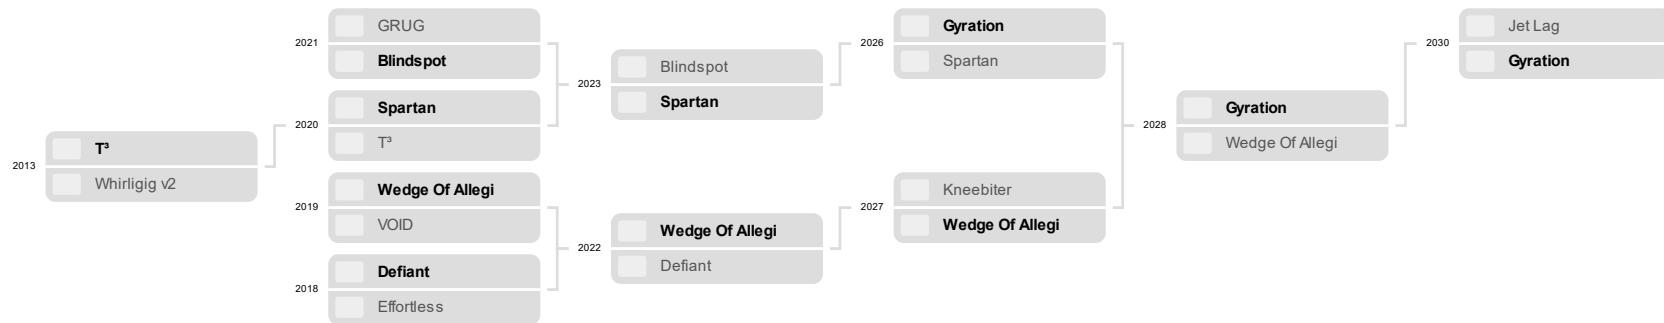 2013
T³
Whirligig v2
2021
GRUG
Blindspot
2020
Spartan
T³
2019
Wedge Of Allegi
VOID
2018
Defiant
Effortless
2023
Blindspot
Spartan
2022
Wedge Of Allegi
Defiant
2026
Gyration
Spartan
2027
Kneebiter
Wedge Of Allegi
2028
Gyration
Wedge Of Allegi
2030
Jet Lag
Gyration